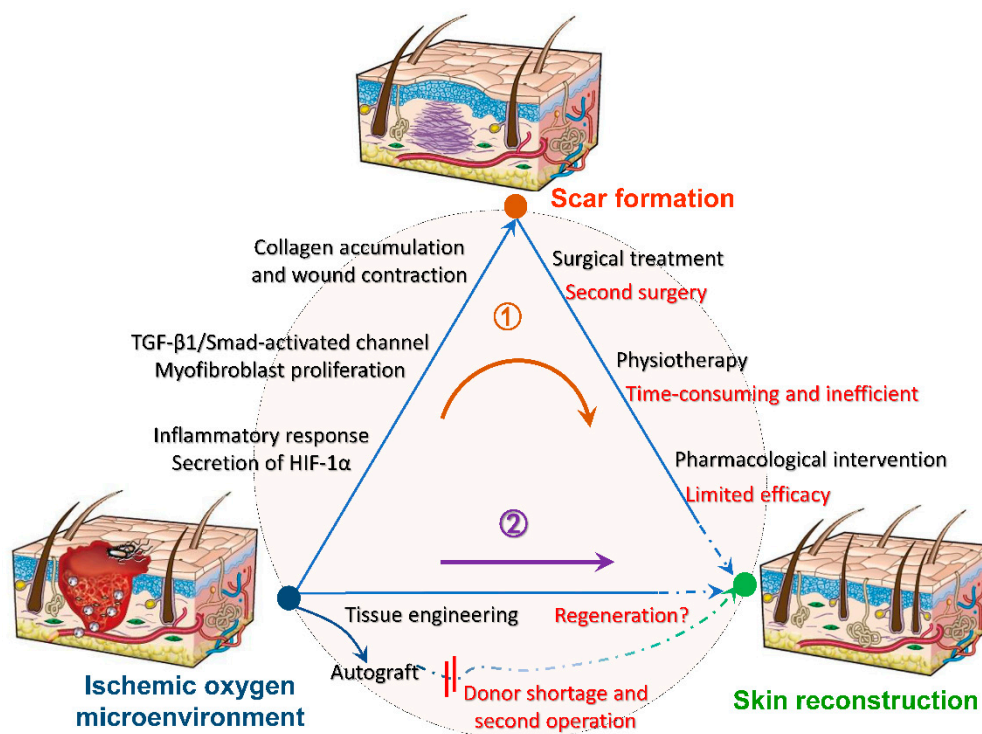 Scar formation
Collagen accumulation
and wound contraction
Surgical treatment
Second surgery
①
TGF-β1/Smad-activated channel
Myofibroblast proliferation
Physiotherapy
Time-consuming and inefficient
Inflammatory response
Secretion of HIF-1α
Pharmacological intervention
Limited efficacy
②
Tissue engineering
Regeneration?
Autograft
Donor shortage and
second operation
Ischemic oxygen
microenvironment
Skin reconstruction